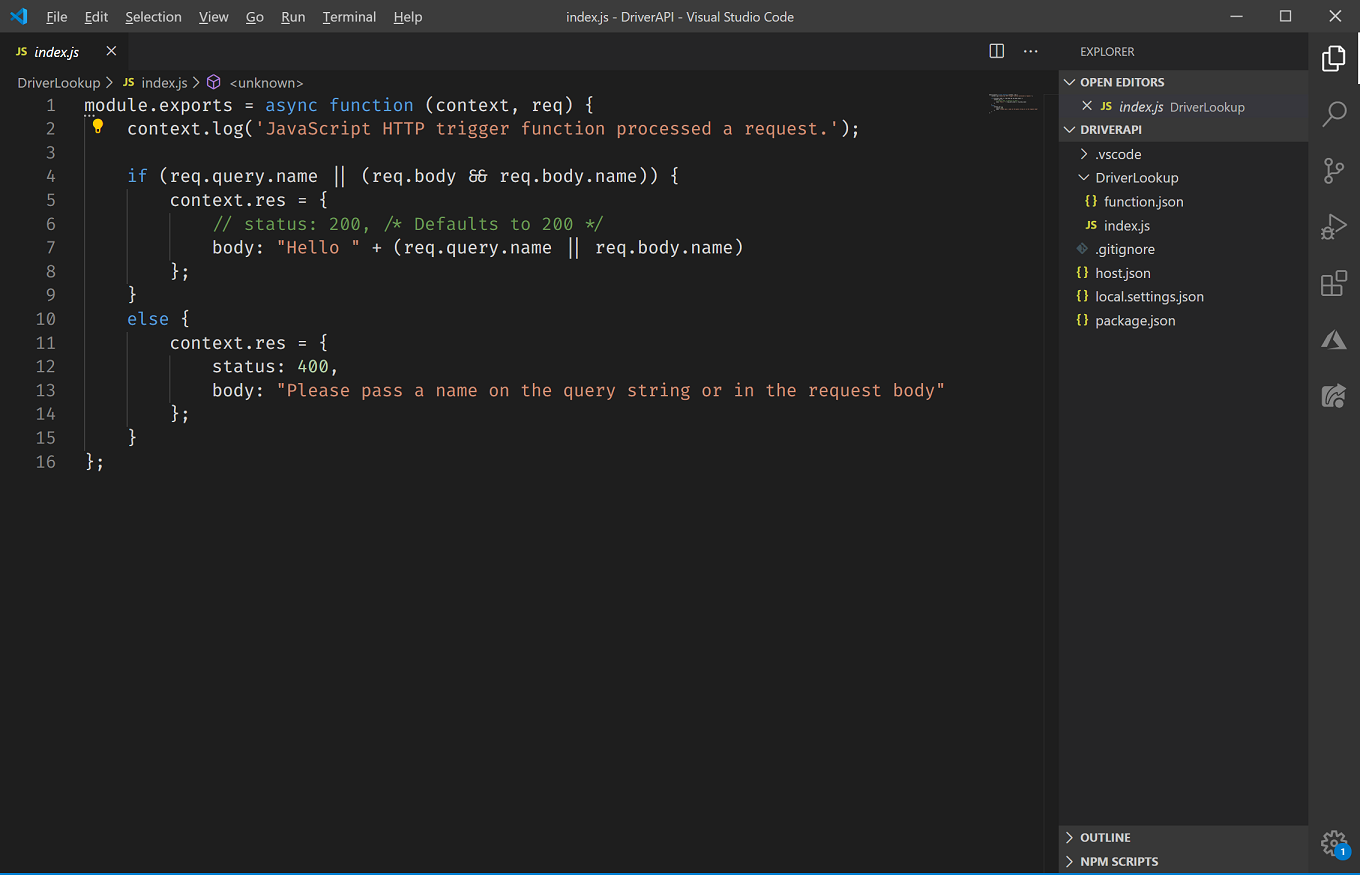 File Edit Selection View Go Run Terminal Help index.js - DriverAPI - Visual Studio Code
JS index.js
DriverLookup > JS index.js > <unknown>
1 module.exports = async function (context, req) {
2 context.log('JavaScript HTTP trigger function processed a request.');
3
4 if (req.query.name || (req.body && req.body.name)) {
5 context.res = {
6 // status: 200, /* Defaults to 200 */
7 body: "Hello " + (req.query.name || req.body.name)
8 };
9 }
10 else {
11 context.res = {
12 status: 400,
13 body: "Please pass a name on the query string or in the request body"
14 };
15 }
16 };
EXPLORER
OPEN EDITORS
JS index.js DriverLookup
DRIVERAPI
.vscode
DriverLookup
{} function.json
JS index.js
.gitignore
{} host.json
{} local.settings.json
{} package.json
OUTLINE
NPM SCRIPTS
1